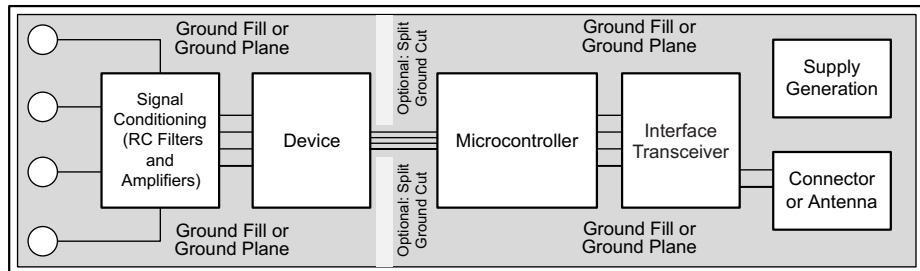 Ground Fill or
Ground Plane
Optional: Split
Ground Cut
Ground Fill or
Ground Plane
Supply
Generation
Signal
Conditioning
(RC Filters
and
Amplifiers)
Device
Microcontroller
Interface
Transceiver
Connector
or Antenna
Ground Fill or
Ground Plane
Optional: Split
Ground Cut
Ground Fill or
Ground Plane